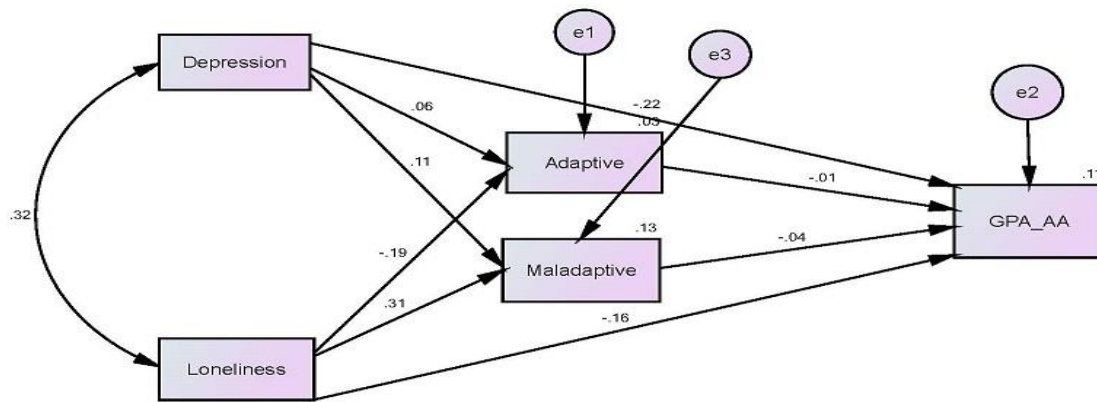 e1
e3
Depression
-.22
e2
.06
.03
Adaptive
.11
-.01
.11
.32
GPA_AA
.13
-.04
-.19
Maladaptive
.31
-.16
Loneliness